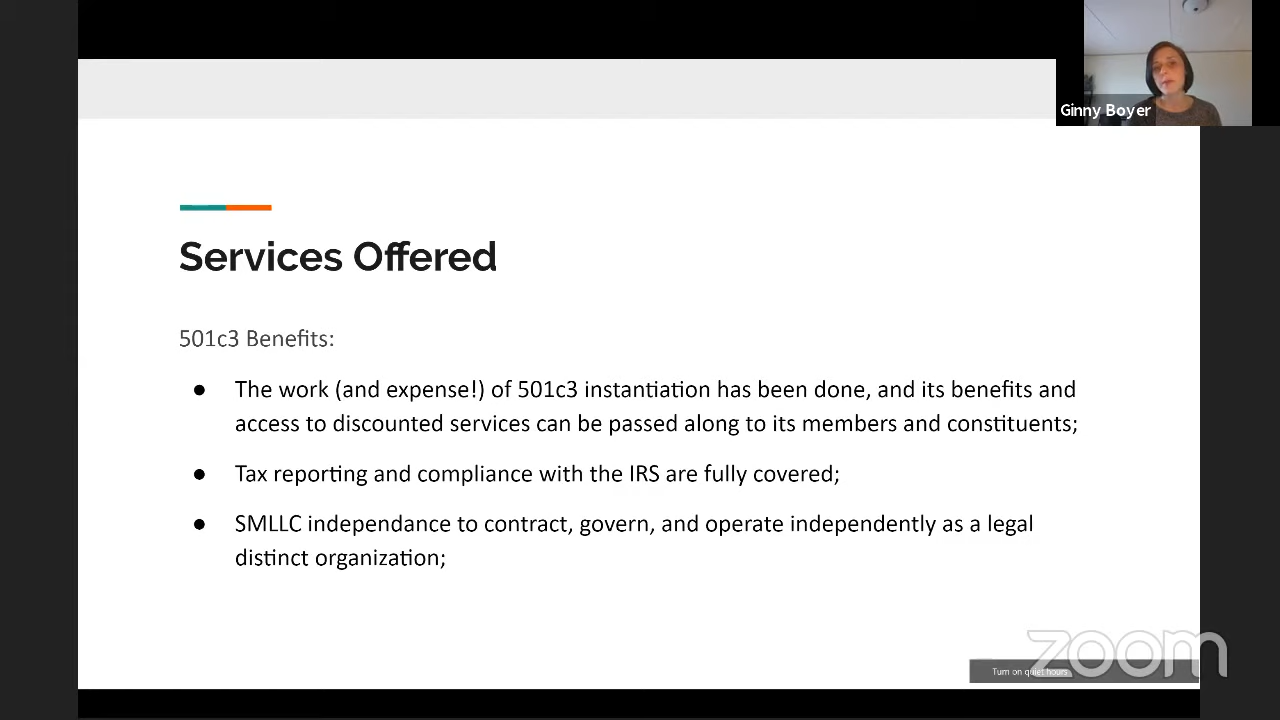 Ginny Boyer
Services Offered
501c3 Benefits:
● The work (and expense!) of 501c3 instantiation has been done, and its benefits and
access to discounted services can be passed along to its members and constituents;
● Tax reporting and compliance with the IRS are fully covered;
● SMLLC independance to contract, govern, and operate independently as a legal
distinct organization;
zoom
Turn on quiet hours